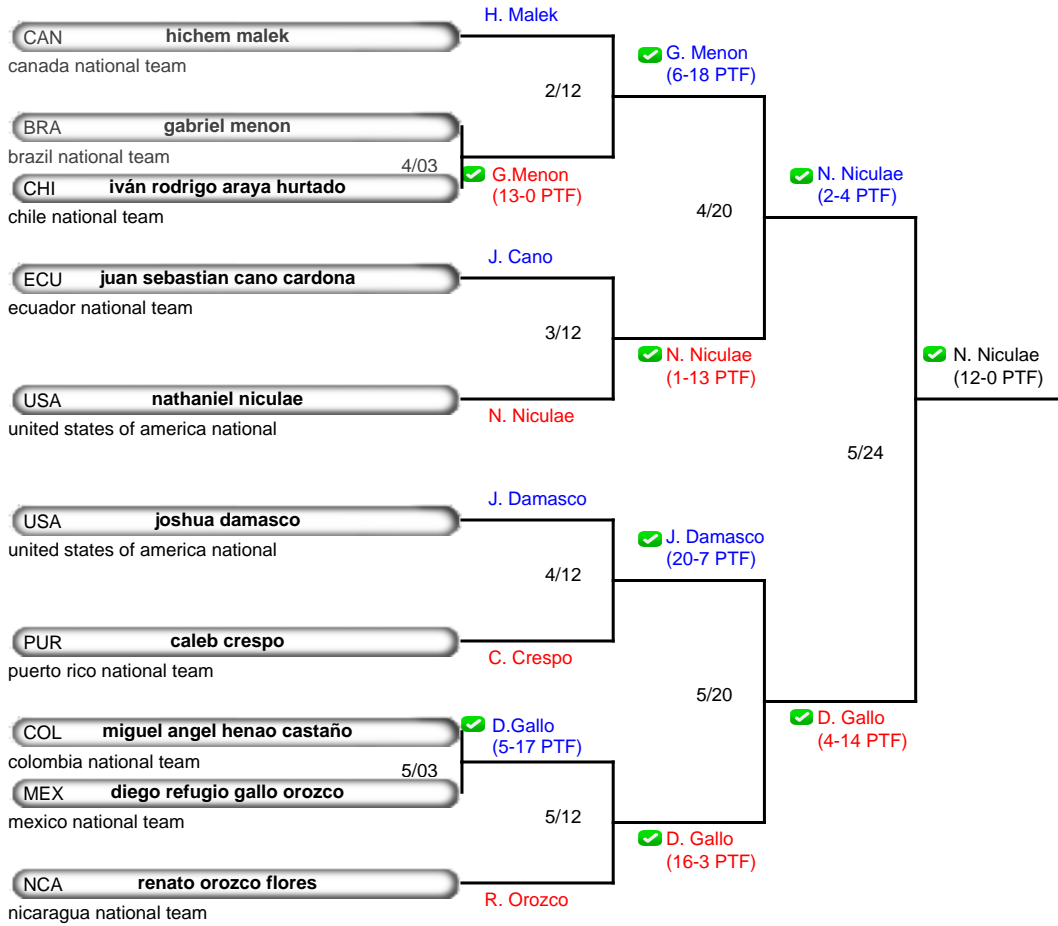 H. Malek
CAN hichem malek
canada national team
G. Menon
(6-18 PTF)
2/12
BRA gabriel menon
brazil national team
4/03
G.Menon
(13-0 PTF)
CHI iván rodrigo araya hurtado
chile national team
N. Niculae
(2-4 PTF)
4/20
J. Cano
ECU juan sebastian cano cardona
ecuador national team
3/12
N. Niculae
(1-13 PTF)
N. Niculae
(12-0 PTF)
USA nathaniel niculae
united states of america national
N. Niculae
5/24
J. Damasco
USA joshua damasco
united states of america national
J. Damasco
(20-7 PTF)
4/12
PUR caleb crespo
puerto rico national team
C. Crespo
5/20
D. Gallo
(4-14 PTF)
COL miguel angel henao castaño
colombia national team
D.Gallo
(5-17 PTF)
5/03
MEX diego refugio gallo orozco
mexico national team
5/12
D. Gallo
(16-3 PTF)
NCA renato orozco flores
nicaragua national team
R. Orozco